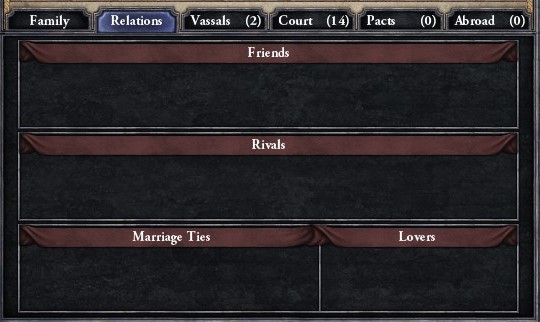 Family Relations Vassals (2) Court (14) Pacts (0) Abroad (0)
Friends
Rivals
Marriage Ties Lovers